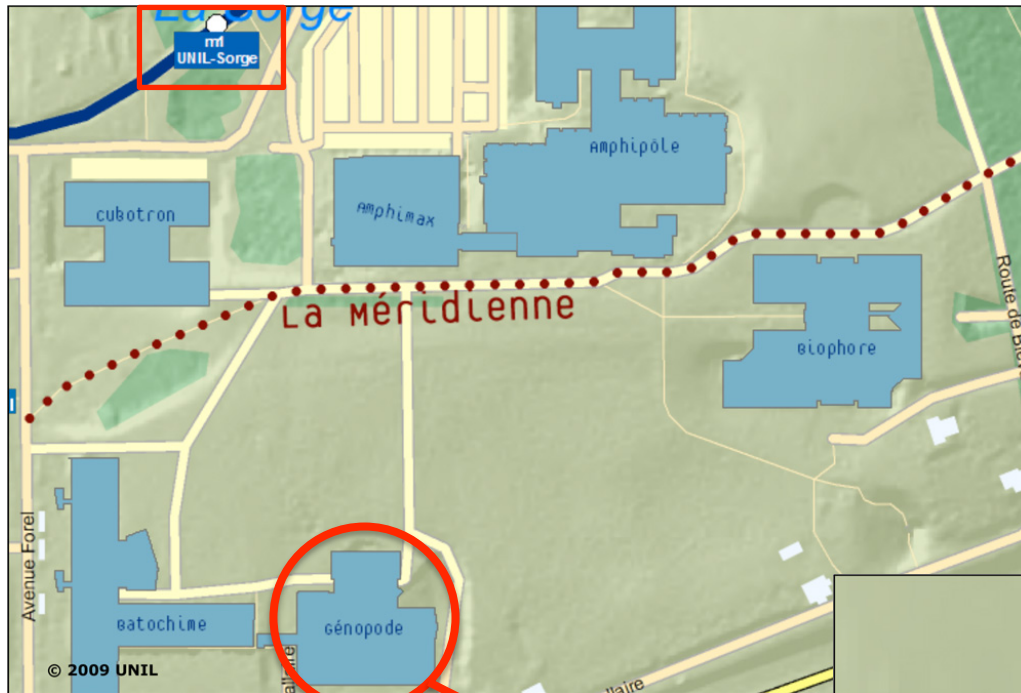 La Sorge
m1
UNIL-Sorge
Amphipôle
Cubotron
Amphimax
La Méridienne
Biophore
Route de
Avenue Forel
Batochime
Génopode
© 2009 UNIL